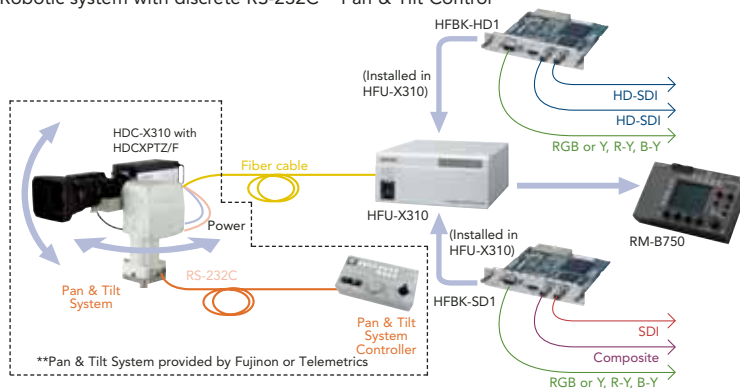 Robotic system with discrete RS-232C** Pan & Tilt Control
HFBK-HD1
(Installed in
HFU-X310)
HD-SDI
HD-SDI
RGB or Y, R-Y, B-Y
HDC-X310 with
HDCXPTZ/F
Fiber cable
Power
HFU-X310
RM-B750
(Installed in
HFU-X310)
HFBK-SD1
RS-232C
Pan & Tilt
System
Pan & Tilt
System
Controller
SDI
Composite
RGB or Y, R-Y, B-Y
**Pan & Tilt System provided by Fujinon or Telemetrics